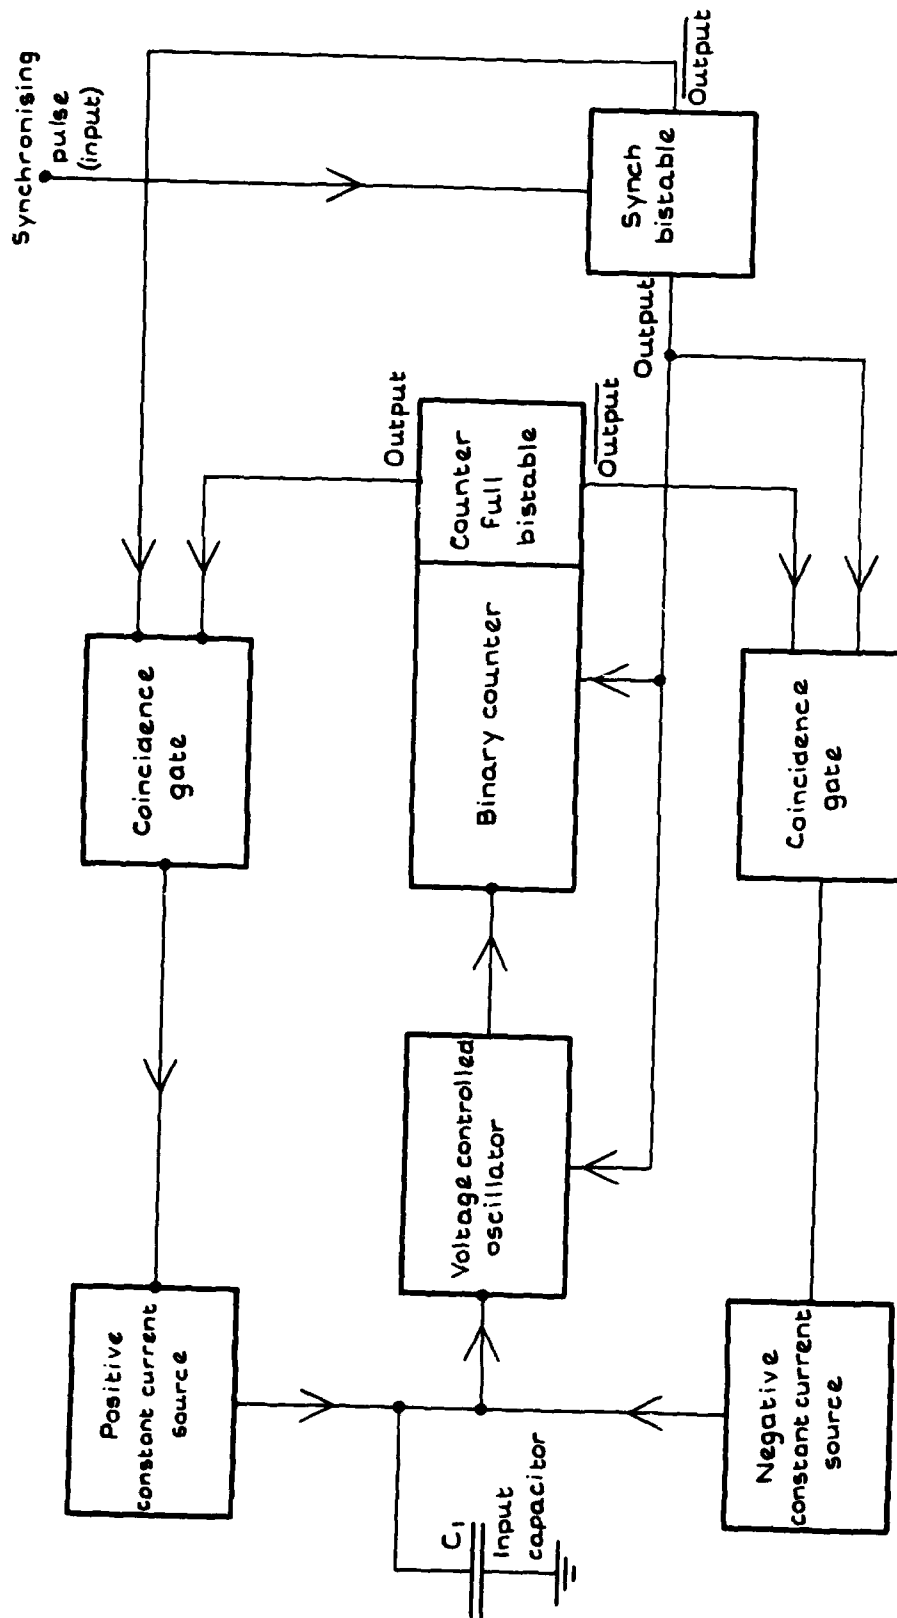 Synchronising
pulse
(input)
Output
Synch
bistable
Output
Output
Counter
full
bistable
Output
Binary counter
Coincidence
gate
Coincidence
gate
Voltage controlled
oscillator
Positive
constant current
source
Negative
constant current
source
C1
Input
capacitor